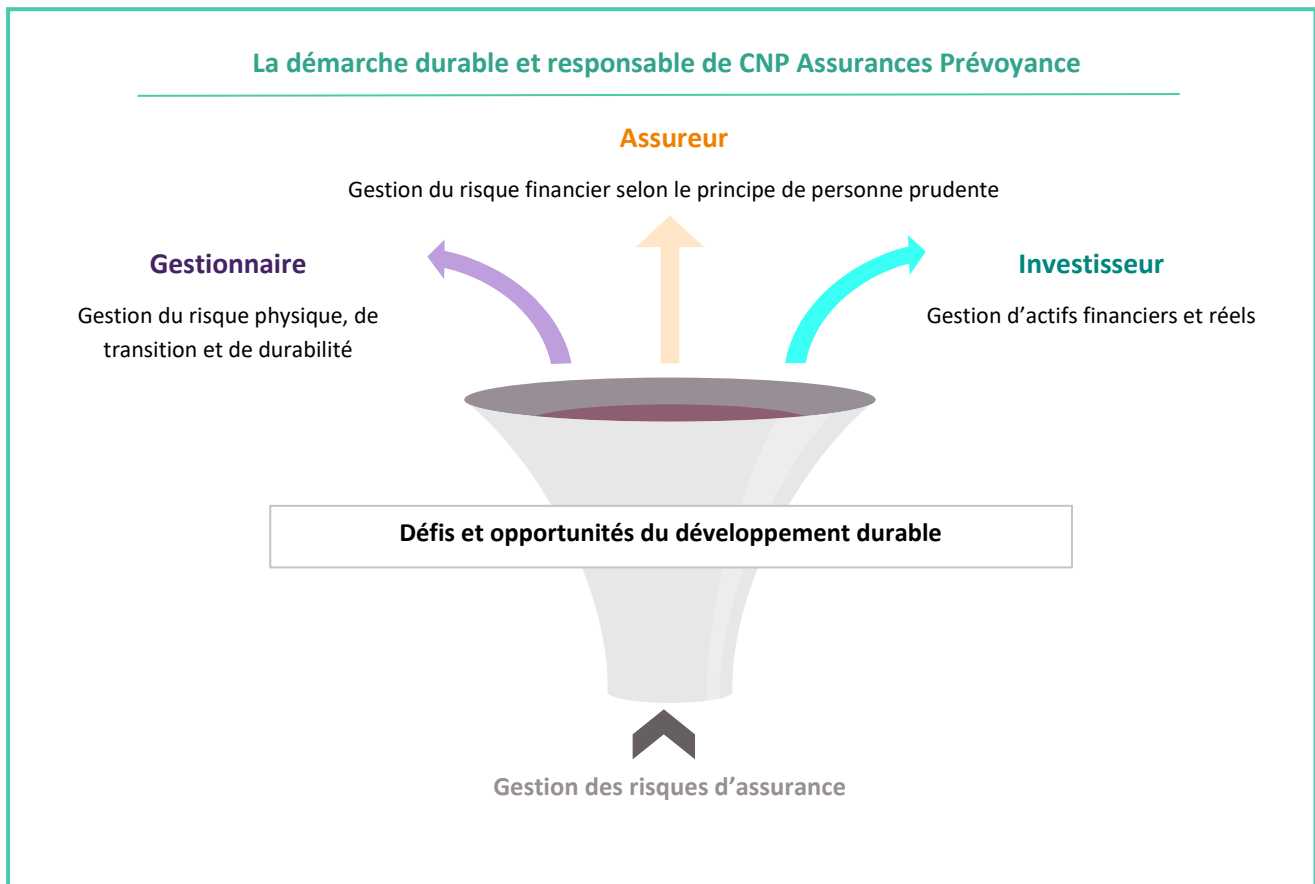 La démarche durable et responsable de CNP Assurances Prévoyance
Assureur
Gestion du risque financier selon le principe de personne prudente
Gestionnaire
Gestion du risque physique, de
transition et de durabilité
Investisseur
Gestion d’actifs financiers et réels
Défis et opportunités du développement durable
Gestion des risques d’assurance